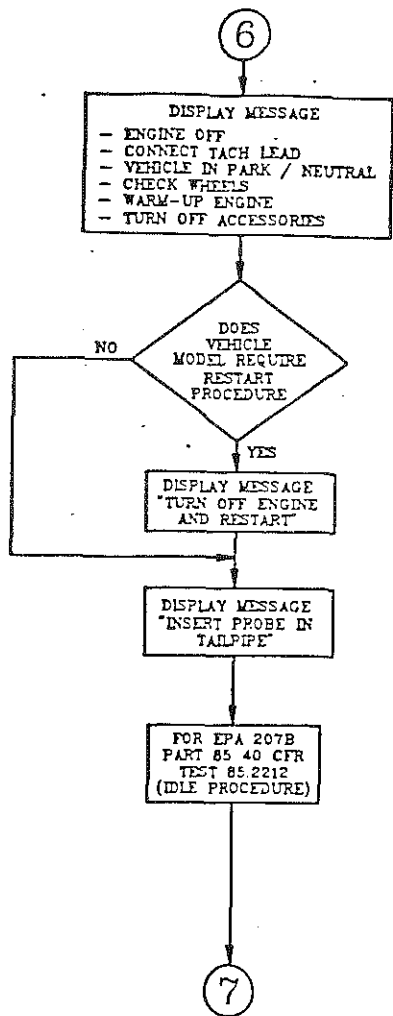 6
DISPLAY MESSAGE
- ENGINE OFF
- CONNECT TACH LEAD
- VEHICLE IN PARK / NEUTRAL
- CHECK WHEELS
- WARM-UP ENGINE
- TURN OFF ACCESSORIES
DOES
VEHICLE
MODEL REQUIRE
RESTART
PROCEDURE
NO
YES
DISPLAY MESSAGE
"TURN OFF ENGINE
AND RESTART"
DISPLAY MESSAGE
"INSERT PROBE IN
TAILPIPE"
FOR EPA 207B
PART 85 40 CFR
TEST 85.2212
(IDLE PROCEDURE)
7